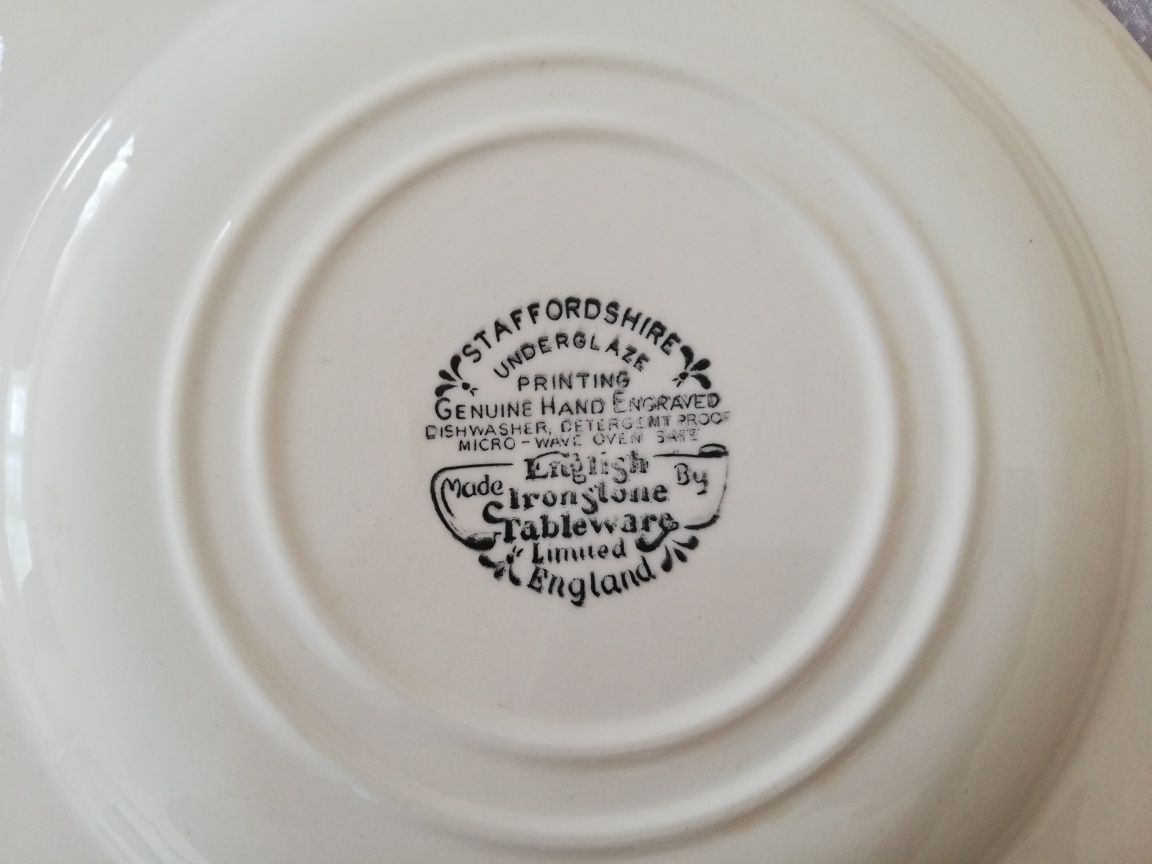 STAFFORDSHIRE
UNDERGLAZE
PRINTING
GENUINE HAND ENGRAVED
DISHWASHER, DETERGENT PROOF
MICRO-WAVE OVEN SAFE
Made English By
Ironstone
Tableware
Limited
England